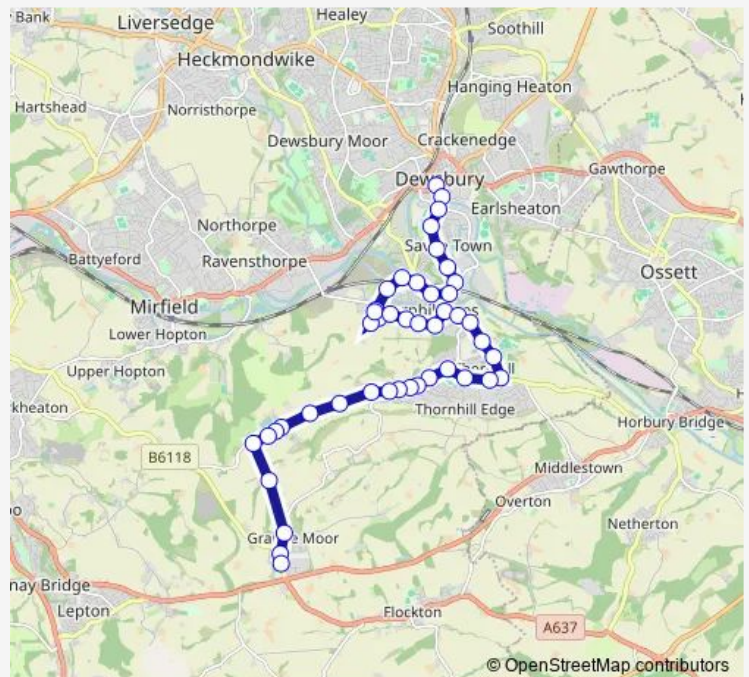 Bank
Liversedge
Healey
Soothill
Heckmondwike
Hanging Heaton
Hartshead
Norristhorpe
Dewsbury Moor
Crackenedge
Gawthorpe
Dewsbury
Earlsheaton
Northorpe
Town
Battyeford
Ravensthorpe
Ossett
Mirfield
Lower Hopton
Upper Hopton
kheaton
Thornhill Edge
Horbury Bridge
B6118
Middlestown
Overton
Netherton
Moor
nay Bridge
Lepton
Flockton
A637
© OpenStreetMap contributors